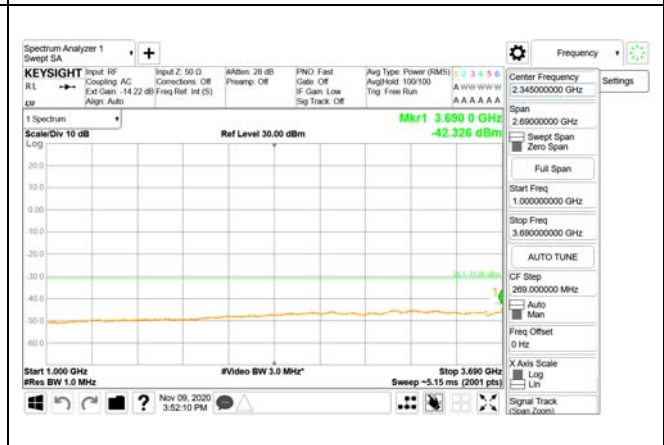 Spectrum Analyzer 1
Swept SA
+
Frequency
KEYSIGHT
RL
Input: RF
Coupling: AC
Ext Gain: -14.22 dB
Align: Auto
Input Z: 50 Ω
Corrections: Off
Freq Ref: Int (S)
#Atten: 28 dB
Preamp: Off
PNO: Fast
Gate: Off
IF Gain: Low
Sig Track: Off
Avg Type: Power (RMS)
Avg|Hold: 100/100
Trig: Free Run
1 2 3 4 5 6
A W W W W W
A A A A A A
1 Spectrum
Scale/Div 10 dB
Ref Level 30.00 dBm
Mkr1 3.690 0 GHz
-42.326 dBm
Log
20.0
10.0
0.00
-10.0
-20.0
-30.0
-40.0
-50.0
-60.0
Start 1.000 GHz
#Res BW 1.0 MHz
#Video BW 3.0 MHz*
Stop 3.690 GHz
Sweep ~5.15 ms (2001 pts)
Center Frequency
2.345000000 GHz
Settings
Span
2.69000000 GHz
Swept Span
Zero Span
Full Span
Start Freq
1.000000000 GHz
Stop Freq
3.690000000 GHz
AUTO TUNE
CF Step
269.000000 MHz
Auto
Man
Freq Offset
0 Hz
X Axis Scale
Log
Lin
Signal Track
(Span Zoom)
?
Nov 09, 2020
3:52:10 PM